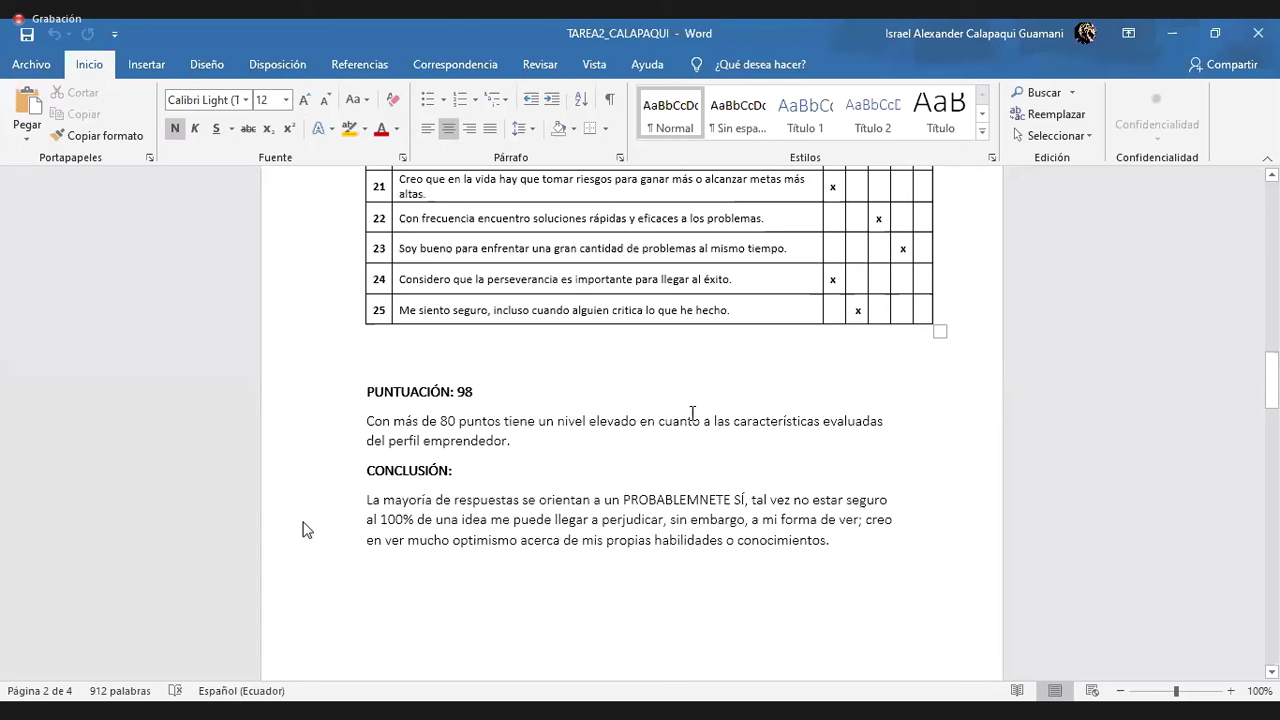 Grabación
TAREA2_CALAPAQUI - Word
Israel Alexander Calapaqui Guamani
Archivo Inicio Insertar Diseño Disposición Referencias Correspondencia Revisar Vista Ayuda ¿Qué desea hacer? Compartir
Pegar
Cortar
Copiar
Copiar formato
Portapapeles
Calibri Light (T 12
Aa
N K S abc x₂ x² A A
Fuente
Párrafo
AaBbCcDc AaBbCcDc AaBbCc AaBbCcD AaB
¶ Normal ¶ Sin espa... Título 1 Título 2 Título
Estilos
Buscar
Reemplazar
Seleccionar
Edición
Confidencialidad
Confidencialidad
21 Creo que en la vida hay que tomar riesgos para ganar más o alcanzar metas más x
altas.
22 Con frecuencia encuentro soluciones rápidas y eficaces a los problemas. x
23 Soy bueno para enfrentar una gran cantidad de problemas al mismo tiempo. x
24 Considero que la perseverancia es importante para llegar al éxito. x
25 Me siento seguro, incluso cuando alguien critica lo que he hecho. x
PUNTUACIÓN: 98
Con más de 80 puntos tiene un nivel elevado en cuanto a las características evaluadas
del perfil emprendedor.
CONCLUSIÓN:
La mayoría de respuestas se orientan a un PROBABLEMNETE SÍ, tal vez no estar seguro
al 100% de una idea me puede llegar a perjudicar, sin embargo, a mi forma de ver; creo
en ver mucho optimismo acerca de mis propias habilidades o conocimientos.
Página 2 de 4 912 palabras Español (Ecuador) 100%